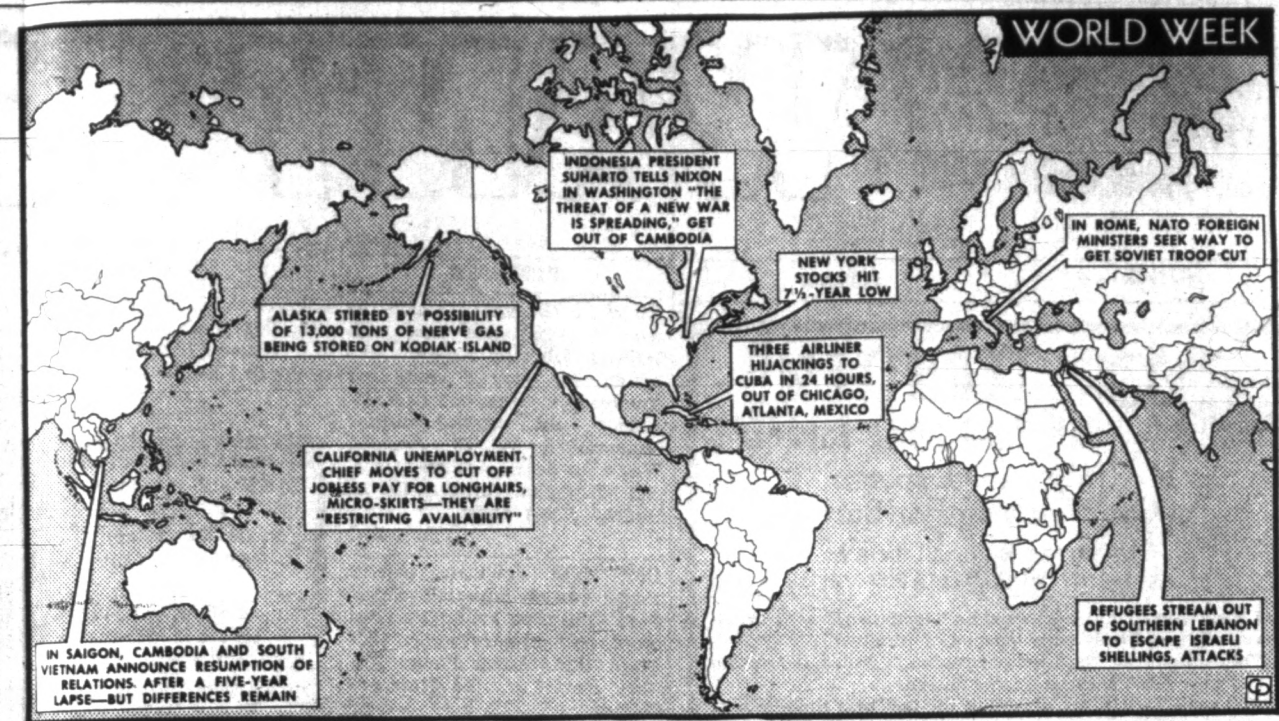 WORLD WEEK
INDONESIA PRESIDENT
SUHARTO TELLS NIXON
IN WASHINGTON "THE
THREAT OF A NEW WAR
IS SPREADING," GET
OUT OF CAMBODIA
IN ROME, NATO FOREIGN
MINISTERS SEEK WAY TO
GET SOVIET TROOP CUT
NEW YORK
STOCKS HIT
7½-YEAR LOW
ALASKA STIRRED BY POSSIBILITY
OF 13,000 TONS OF NERVE GAS
BEING STORED ON KODIAK ISLAND
THREE AIRLINER
HIJACKINGS TO
CUBA IN 24 HOURS,
OUT OF CHICAGO,
ATLANTA, MEXICO
CALIFORNIA UNEMPLOYMENT
CHIEF MOVES TO CUT OFF
JOBLESS PAY FOR LONGHAIRS,
MICRO-SKIRTS—THEY ARE
"RESTRICTING AVAILABILITY"
IN SAIGON, CAMBODIA AND SOUTH
VIETNAM ANNOUNCE RESUMPTION OF
RELATIONS AFTER A FIVE-YEAR
LAPSE—BUT DIFFERENCES REMAIN
REFUGEES STREAM OUT
OF SOUTHERN LEBANON
TO ESCAPE ISRAELI
SHELLINGS, ATTACKS
CP